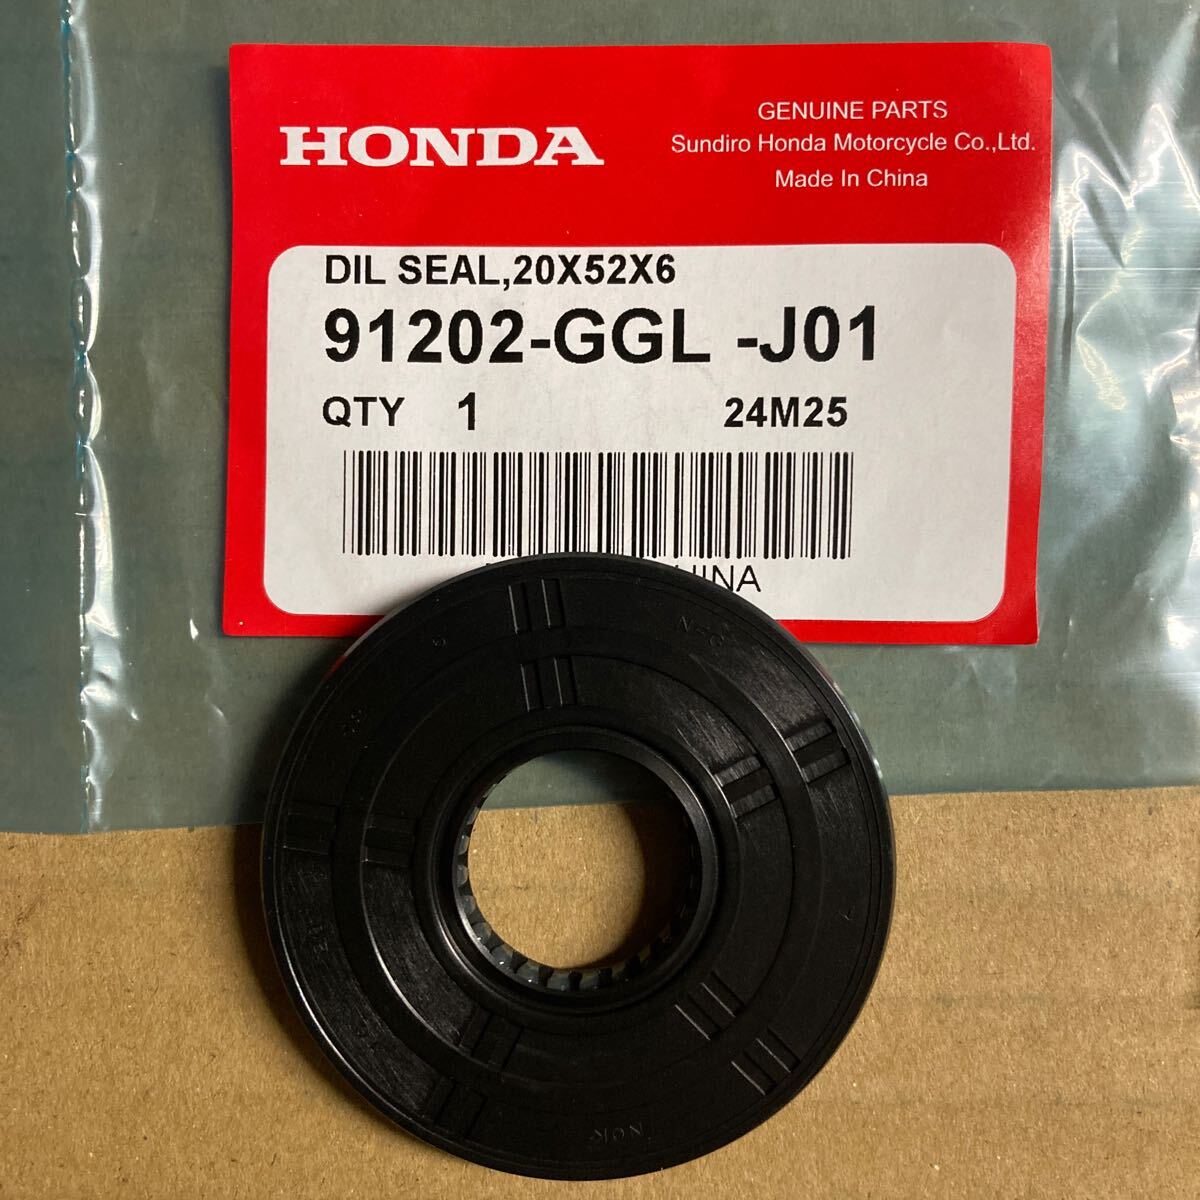 HONDA
GENUINE PARTS
Sundiro Honda Motorcycle Co.,Ltd.
Made In China
DIL SEAL,20X52X6
91202-GGL -J01
QTY 1 24M25
NOK